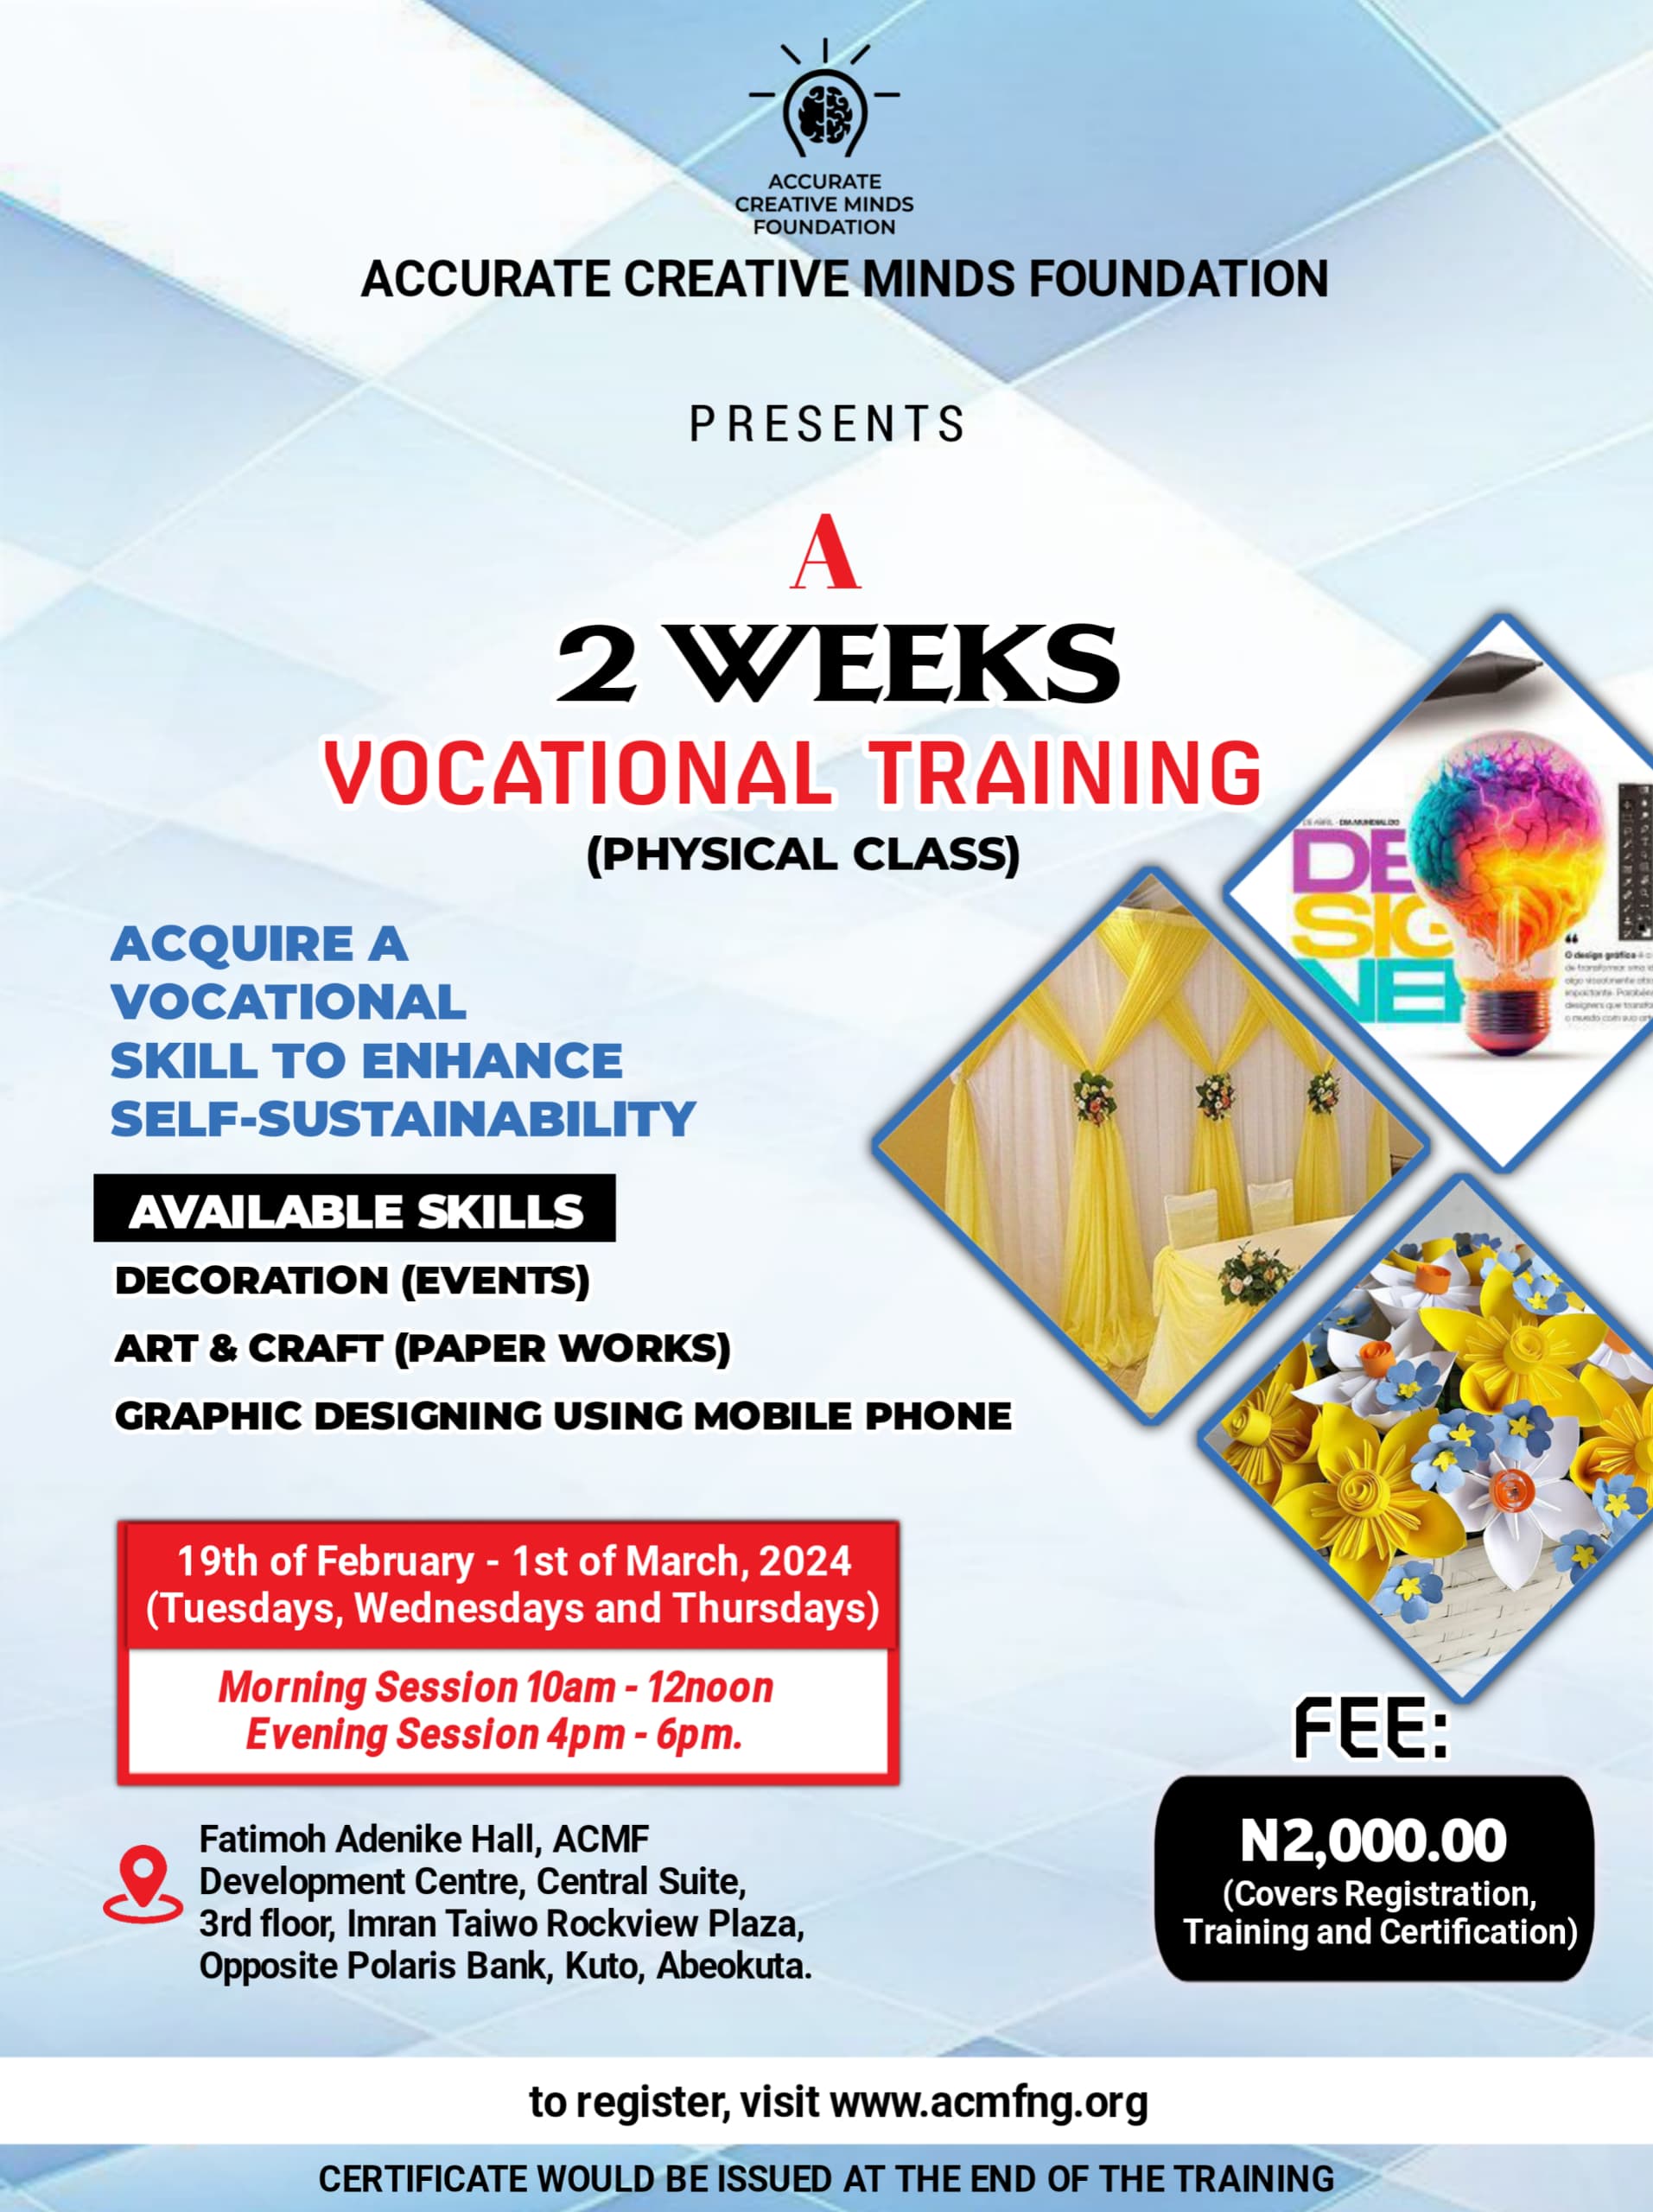 ACCURATE
CREATIVE MINDS
FOUNDATION
ACCURATE CREATIVE MINDS FOUNDATION
PRESENTS
A
2 WEEKS
VOCATIONAL TRAINING
(PHYSICAL CLASS)
DE
SIG
NE
ACQUIRE A
VOCATIONAL
SKILL TO ENHANCE
SELF-SUSTAINABILITY
AVAILABLE SKILLS
DECORATION (EVENTS)
ART & CRAFT (PAPER WORKS)
GRAPHIC DESIGNING USING MOBILE PHONE
19th of February - 1st of March, 2024
(Tuesdays, Wednesdays and Thursdays)
Morning Session 10am - 12noon
Evening Session 4pm - 6pm.
Fatimoh Adenike Hall, ACMF
Development Centre, Central Suite,
3rd floor, Imran Taiwo Rockview Plaza,
Opposite Polaris Bank, Kuto, Abeokuta.
FEE:
N2,000.00
(Covers Registration,
Training and Certification)
to register, visit www.acmfng.org
CERTIFICATE WOULD BE ISSUED AT THE END OF THE TRAINING